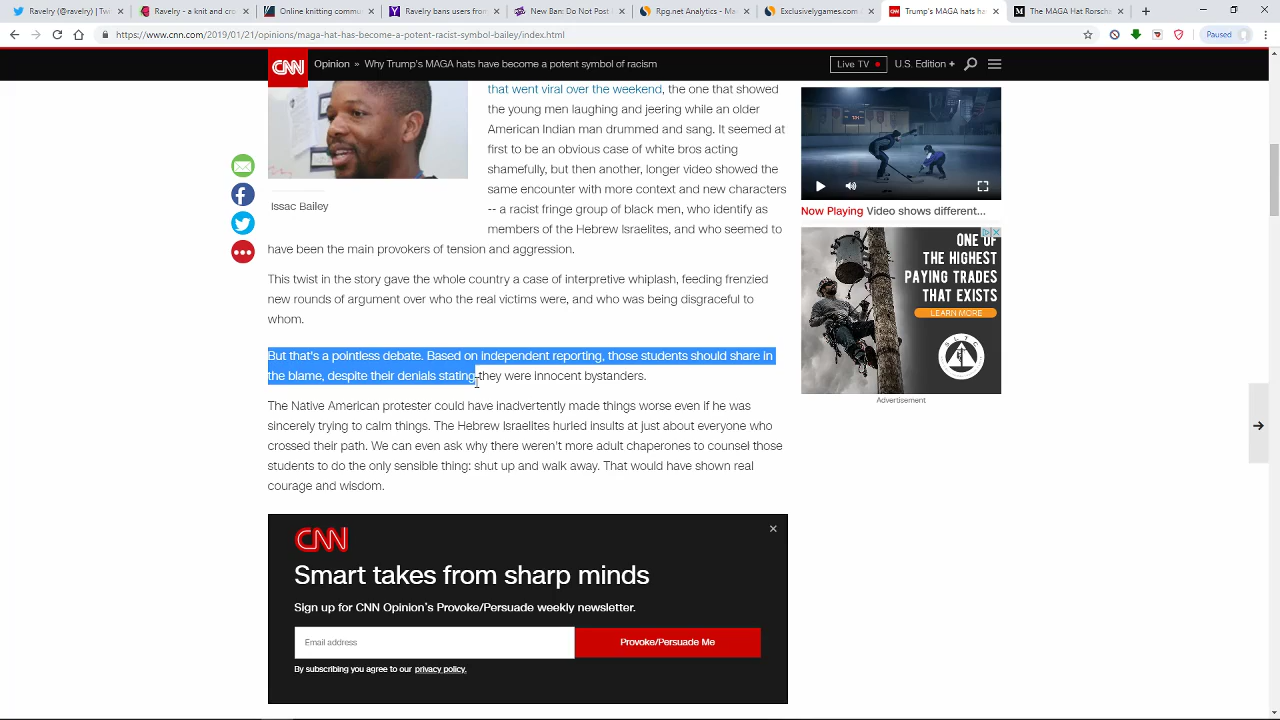 Ravelry (@ravelry) | Twi
Ravelry - a knit and cro
Online knitting commun
Ravelry bans users from
New Ban: Do Not Post In
Rpg.net Analytics - Mar
Exclusivelygames.com
The MAGA Hat Rorscha
https://www.cnn.com/2019/01/21/opinions/maga-hat-has-become-a-potent-racist-symbol-bailey/index.html
Paused
CNN
Opinion » Why Trump's MAGA hats have become a potent symbol of racism
Live TV
U.S. Edition +
that went viral over the weekend, the one that showed
the young men laughing and jeering while an older
American Indian man drummed and sang. It seemed at
first to be an obvious case of white bros acting
shamefully, but then another, longer video showed the
same encounter with more context and new characters
-- a racist fringe group of black men, who identify as
members of the Hebrew Israelites, and who seemed to
have been the main provokers of tension and aggression.
Issac Bailey
This twist in the story gave the whole country a case of interpretive whiplash, feeding frenzied
new rounds of argument over who the real victims were, and who was being disgraceful to
whom.
But that's a pointless debate. Based on independent reporting, those students should share in
the blame, despite their denials stating they were innocent bystanders.
The Native American protester could have inadvertently made things worse even if he was
sincerely trying to calm things. The Hebrew Israelites hurled insults at just about everyone who
crossed their path. We can even ask why there weren't more adult chaperones to counsel those
students to do the only sensible thing: shut up and walk away. That would have shown real
courage and wisdom.
CNN
Smart takes from sharp minds
Sign up for CNN Opinion's Provoke/Persuade weekly newsletter.
Email address
Provoke/Persuade Me
By subscribing you agree to our privacy policy.
Now Playing Video shows different...
ONE OF
THE HIGHEST
PAYING TRADES
THAT EXISTS
LEARN MORE
Advertisement